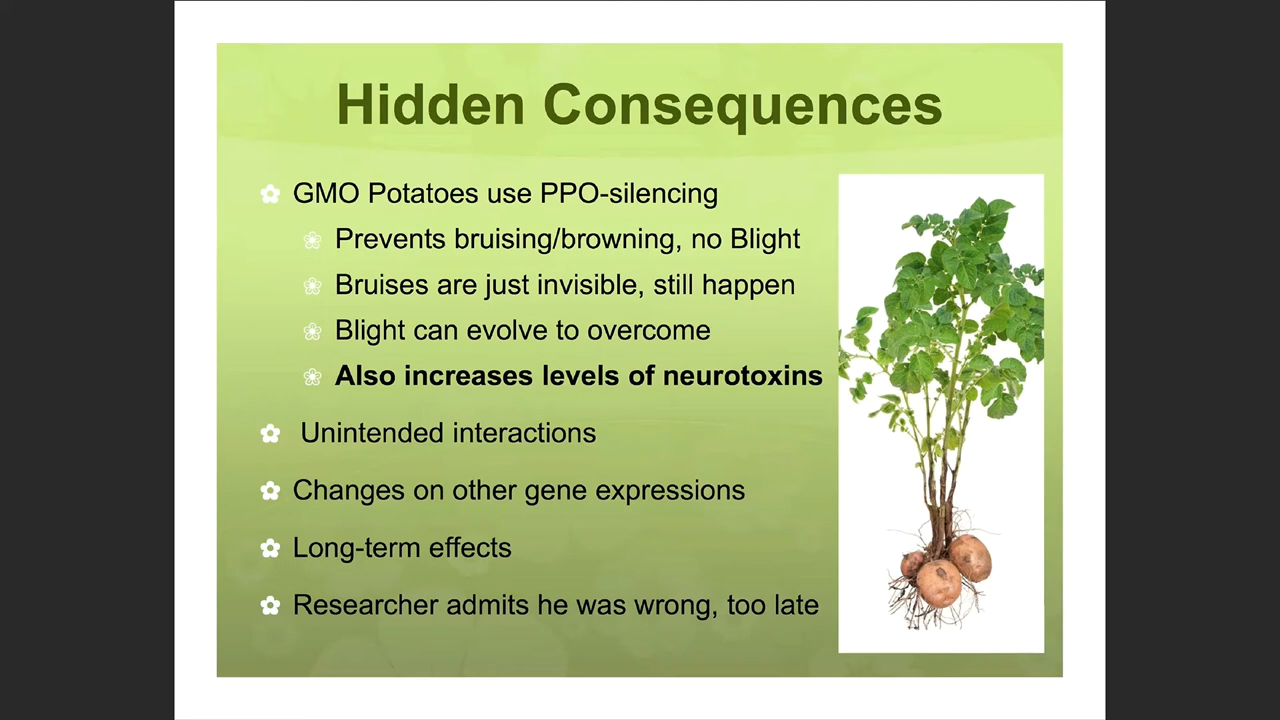 Hidden Consequences
GMO Potatoes use PPO-silencing
Prevents bruising/browning, no Blight
Bruises are just invisible, still happen
Blight can evolve to overcome
Also increases levels of neurotoxins
Unintended interactions
Changes on other gene expressions
Long-term effects
Researcher admits he was wrong, too late